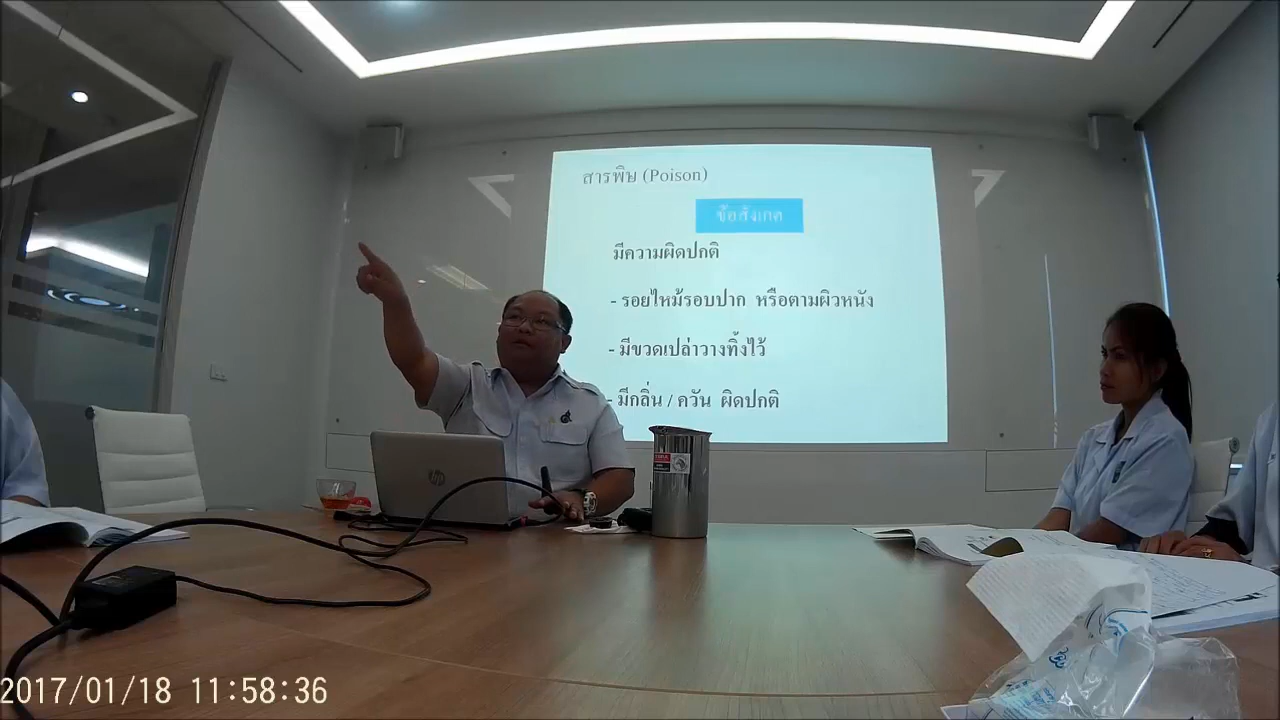 สารพิษ (Poison)
ข้อสังเกต
มีความผิดปกติ
- รอยไหม้รอบปาก หรือตามผิวหนัง
- มีขวดเปล่าวางทิ้งไว้
- มีกลิ่น / ควัน ผิดปกติ
hp
2017/01/18 11:58:36